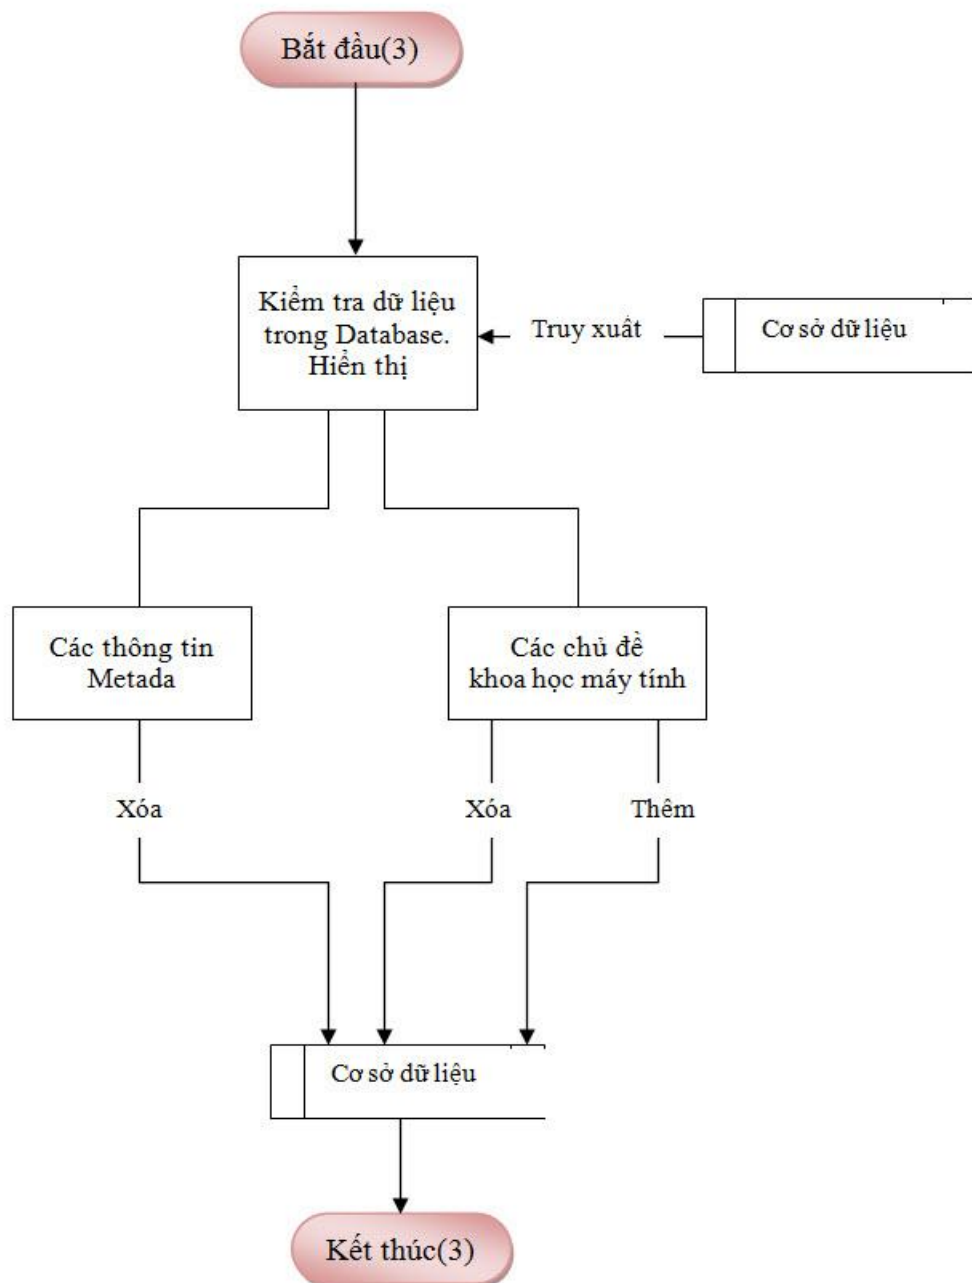 Bắt đầu(3)
Kiểm tra dữ liệu
trong Database.
Hiển thị
Truy xuất
Cơ sở dữ liệu
Các thông tin
Metada
Các chủ đề
khoa học máy tính
Xóa
Xóa
Thêm
Cơ sở dữ liệu
Kết thúc(3)